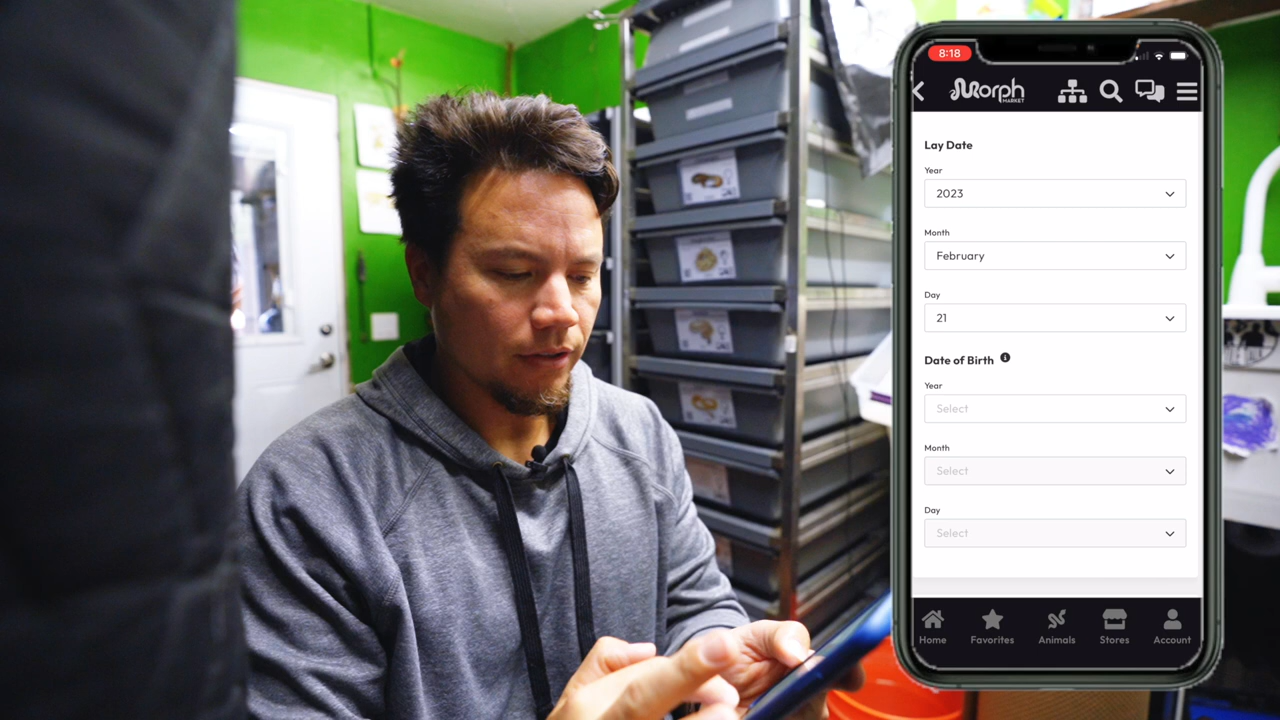 8:18
Morph
MARKET
Lay Date
Year
2023
Month
February
Day
21
Date of Birth
Year
Select
Month
Select
Day
Select
Home
Favorites
Animals
Stores
Account